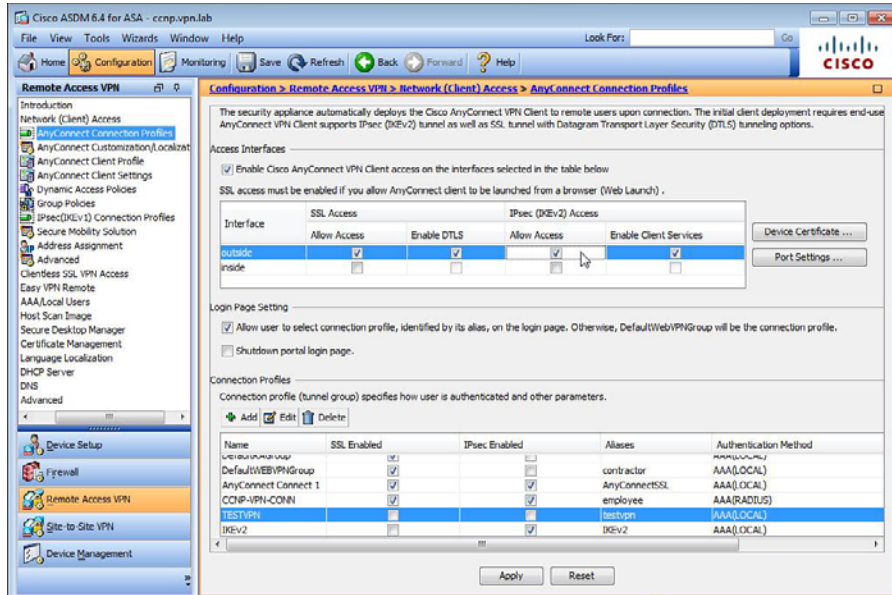 Cisco ASDM 6.4 for ASA - ccnp.vpn.lab
File View Tools Wizards Window Help Look For: Go
Home Configuration Monitoring Save Refresh Back Forward Help
CISCO
Remote Access VPN
Introduction
Network (Client) Access
AnyConnect Connection Profiles
AnyConnect Customization/Localizat
AnyConnect Client Profile
AnyConnect Client Settings
Dynamic Access Policies
Group Policies
IPsec(IKEv1) Connection Profiles
Secure Mobility Solution
Address Assignment
Advanced
Clientless SSL VPN Access
Easy VPN Remote
AAA/Local Users
Host Scan Image
Secure Desktop Manager
Certificate Management
Language Localization
DHCP Server
DNS
Advanced
Device Setup
Firewall
Remote Access VPN
Site-to-Site VPN
Device Management
Configuration > Remote Access VPN > Network (Client) Access > AnyConnect Connection Profiles
The security appliance automatically deploys the Cisco AnyConnect VPN Client to remote users upon connection. The initial client deployment requires end-use
AnyConnect VPN Client supports IPsec (IKEv2) tunnel as well as SSL tunnel with Datagram Transport Layer Security (DTLS) tunneling options.
Access Interfaces
Enable Cisco AnyConnect VPN Client access on the interfaces selected in the table below
SSL access must be enabled if you allow AnyConnect client to be launched from a browser (Web Launch) .
Interface SSL Access IPsec (IKEv2) Access
Allow Access Enable DTLS Allow Access Enable Client Services
outside
inside
Device Certificate ...
Port Settings ...
Login Page Setting
Allow user to select connection profile, identified by its alias, on the login page. Otherwise, DefaultWebVPNGroup will be the connection profile.
Shutdown portal login page.
Connection Profiles
Connection profile (tunnel group) specifies how user is authenticated and other parameters.
Add Edit Delete
Name SSL Enabled IPsec Enabled Aliases Authentication Method
DefaultRAGroup AAA(LOCAL)
DefaultWEBVPNGroup contractor AAA(LOCAL)
AnyConnect Connect 1 AnyConnectSSL AAA(LOCAL)
CCNP-VPN-CONN employee AAA(RADIUS)
TESTVPN testvpn AAA(LOCAL)
IKEv2 IKEv2 AAA(LOCAL)
Apply Reset